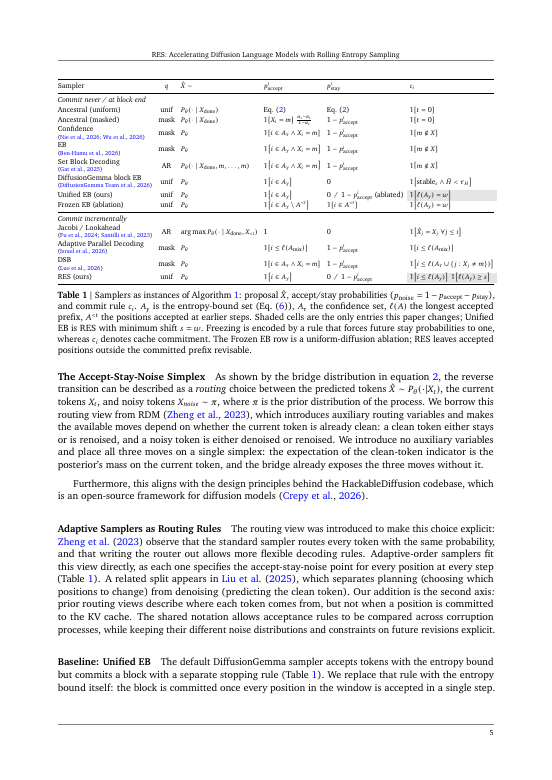 RES: Accelerating Diffusion Language Models with Rolling Entropy Sampling
Sampler q X̂ ∼ p^i_accept p^i_stay c_i
Commit never / at block end
Ancestral (uniform) unif P_θ(· | X_done) Eq. (2) Eq. (2) 1[t = 0]
Ancestral (masked) mask P_θ(· | X_done) 1 − p^i_accept 1[t = 0]
Confidence
(Nie et al., 2026; Wu et al., 2026) mask P_θ 1[i ∈ A_τ ∧ X_i = m] 1 − p^i_accept 1[m ∉ X]
EB
(Ben-Hamu et al., 2026) mask P_θ 1[i ∈ A_γ ∧ X_i = m] 1 − p^i_accept 1[m ∉ X]
Set Block Decoding
(Gat et al., 2025) AR P_θ(· | X_done, m, . . . , m) 1[i ∈ A_γ ∧ X_i = m] 1 − p^i_accept 1[m ∉ X]
DiffusionGemma block EB
(DiffusionGemma Team et al., 2026) unif P_θ 1[i ∈ A_γ] 0 1[stable_t ∧ H̄ < τ_H]
Unified EB (ours) unif P_θ 1[i ∈ A_γ] 0 / 1 − p^i_accept (ablated) 1[ℓ(A_γ) = w]
Frozen EB (ablation) unif P_θ 1[i ∈ A_γ \ A^<t] 1[i ∈ A^<t] 1[ℓ(A_γ) = w]
Commit incrementally
Jacobi / Lookahead
(Fu et al., 2024; Santilli et al., 2023) AR arg max P_θ(· | X_done, X_<i) 1 0 1[X̂_j = X_j ∀j ≤ i]
Adaptive Parallel Decoding
(Israel et al., 2026) mask P_θ 1[i ≤ ℓ(A_mix)] 1 − p^i_accept 1[i ≤ ℓ(A_mix)]
DSB
(Luo et al., 2026) mask P_θ 1[i ∈ A_τ ∧ X_i = m] 1 − p^i_accept 1[i ≤ ℓ(A_τ ∪ {j : X_j ≠ m})]
RES (ours) unif P_θ 1[i ∈ A_γ] 0 / 1 − p^i_accept 1[i ≤ ℓ(A_γ)] 1[ℓ(A_γ) ≥ s]
Table 1 | Samplers as instances of Algorithm 1: proposal X̂, accept/stay probabilities (p_noise = 1 − p_accept − p_stay),
and commit rule c_i. A_γ is the entropy-bound set (Eq. (6)), A_τ the confidence set, ℓ(A) the longest accepted
prefix, A^<t the positions accepted at earlier steps. Shaded cells are the only entries this paper changes; Unified
EB is RES with minimum shift s = w. Freezing is encoded by a rule that forces future stay probabilities to one,
whereas c_i denotes cache commitment. The Frozen EB row is a uniform-diffusion ablation; RES leaves accepted
positions outside the committed prefix revisable.
The Accept-Stay-Noise Simplex As shown by the bridge distribution in equation 2, the reverse
transition can be described as a routing choice between the predicted tokens X̂ ∼ P_θ(·|X_t), the current
tokens X_t, and noisy tokens X_noise ∼ π, where π is the prior distribution of the process. We borrow this
routing view from RDM (Zheng et al., 2023), which introduces auxiliary routing variables and makes
the available moves depend on whether the current token is already clean: a clean token either stays
or is renoised, and a noisy token is either denoised or renoised. We introduce no auxiliary variables
and place all three moves on a single simplex: the expectation of the clean-token indicator is the
posterior's mass on the current token, and the bridge already exposes the three moves without it.
Furthermore, this aligns with the design principles behind the HackableDiffusion codebase, which
is an open-source framework for diffusion models (Crepy et al., 2026).
Adaptive Samplers as Routing Rules The routing view was introduced to make this choice explicit:
Zheng et al. (2023) observe that the standard sampler routes every token with the same probability,
and that writing the router out allows more flexible decoding rules. Adaptive-order samplers fit
this view directly, as each one specifies the accept-stay-noise point for every position at every step
(Table 1). A related split appears in Liu et al. (2025), which separates planning (choosing which
positions to change) from denoising (predicting the clean token). Our addition is the second axis:
prior routing views describe where each token comes from, but not when a position is committed
to the KV cache. The shared notation allows acceptance rules to be compared across corruption
processes, while keeping their different noise distributions and constraints on future revisions explicit.
Baseline: Unified EB The default DiffusionGemma sampler accepts tokens with the entropy bound
but commits a block with a separate stopping rule (Table 1). We replace that rule with the entropy
bound itself: the block is committed once every position in the window is accepted in a single step.
5